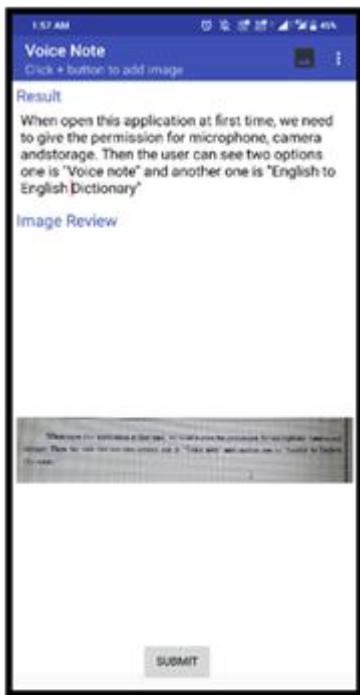 1:57 AM
45%
Voice Note
Click + button to add image
Result
When open this application at first time, we need
to give the permission for microphone, camera
andstorage. Then the user can see two options
one is "Voice note" and another one is "English to
English Dictionary"
Image Review
SUBMIT